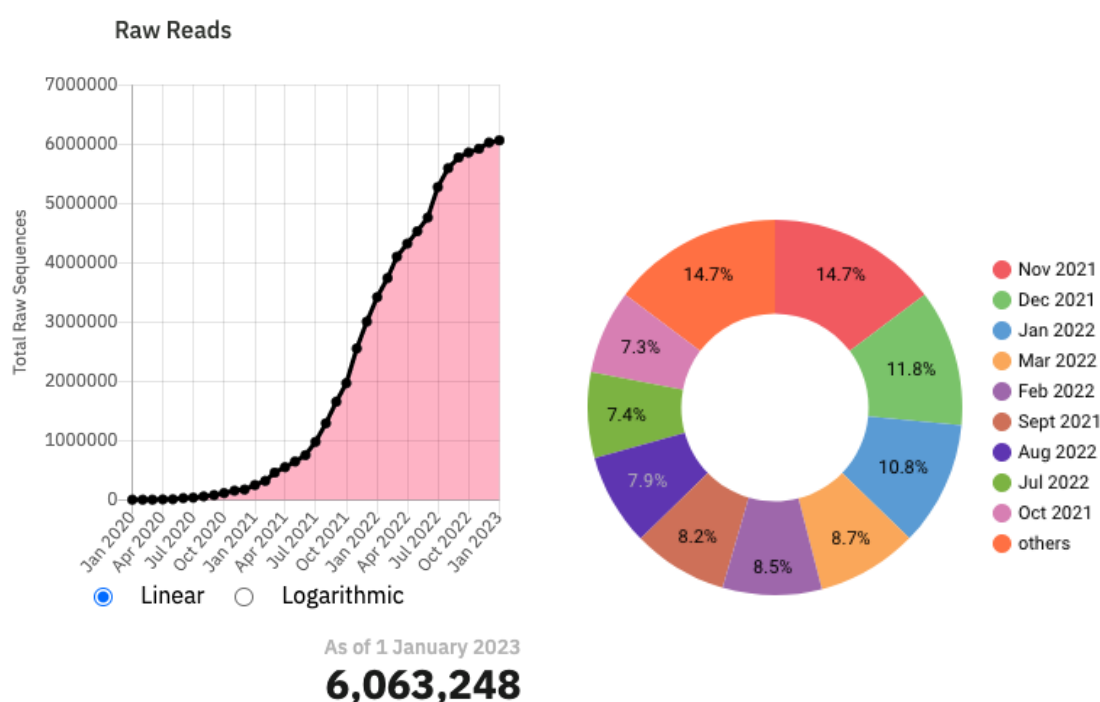 Raw Reads
Total Raw Sequences
7000000
6000000
5000000
4000000
3000000
2000000
1000000
0
Jan 2020
Apr 2020
Jul 2020
Oct 2020
Jan 2021
Apr 2021
Jul 2021
Oct 2021
Jan 2022
Apr 2022
Jul 2022
Oct 2022
Jan 2023
Linear Logarithmic
As of 1 January 2023
6,063,248
14.7%
11.8%
10.8%
8.7%
8.5%
8.2%
7.9%
7.4%
7.3%
14.7%
Nov 2021
Dec 2021
Jan 2022
Mar 2022
Feb 2022
Sept 2021
Aug 2022
Jul 2022
Oct 2021
others